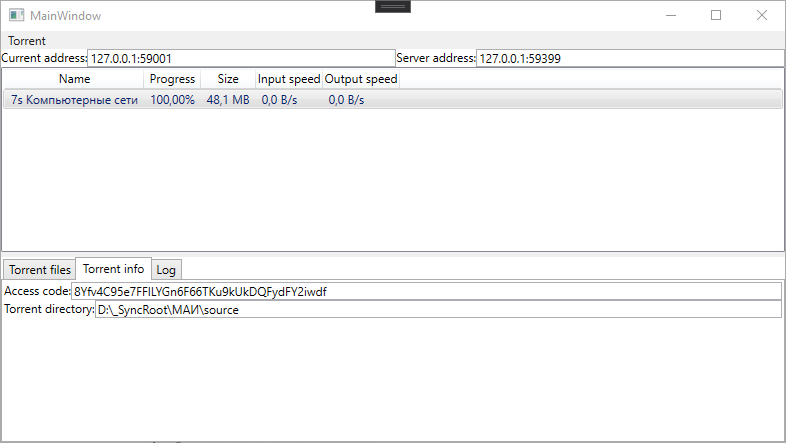 MainWindow
Torrent
Current address: 127.0.0.1:59001 Server address: 127.0.0.1:59399
Name Progress Size Input speed Output speed
7s Компьютерные сети 100,00% 48,1 MB 0,0 B/s 0,0 B/s
Torrent files Torrent info Log
Access code: 8Yfv4C95e7FFILYGn6F66TKu9kUkDQFydFY2iwdf
Torrent directory: D:\_SyncRoot\МАИ\source